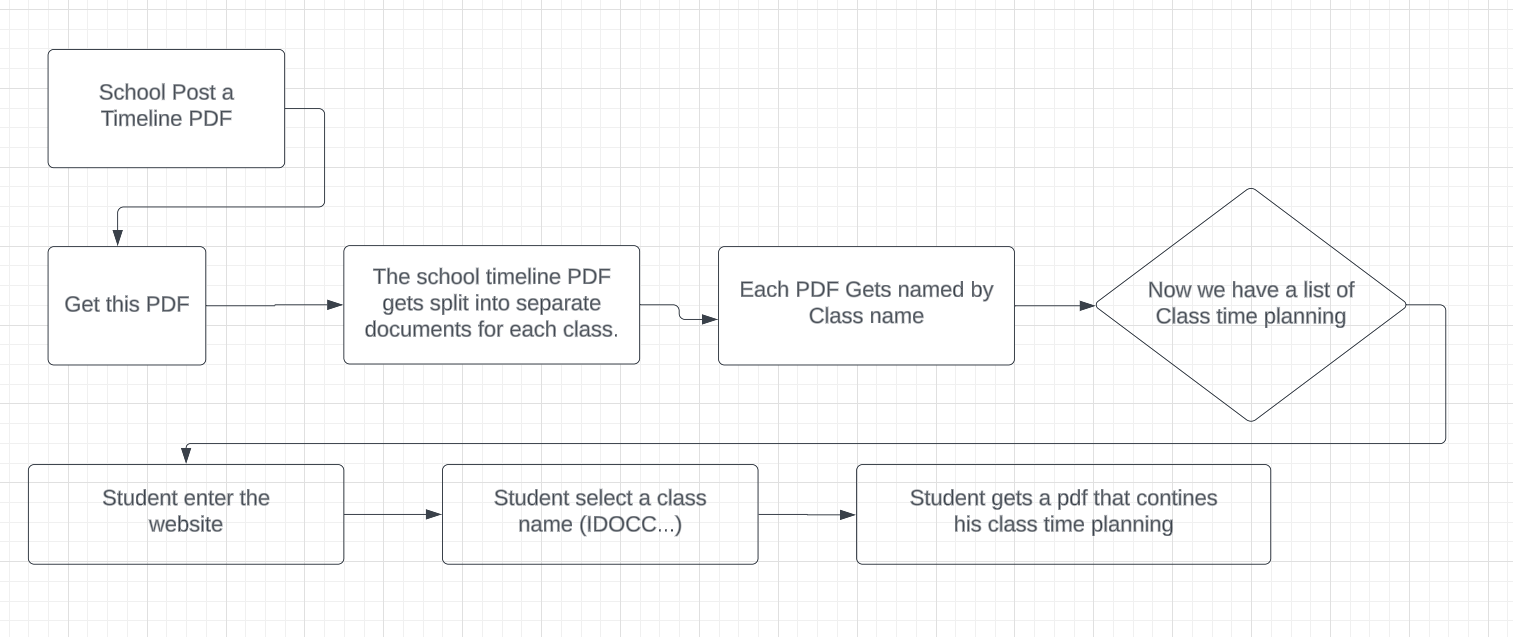 School Post a
Timeline PDF
Get this PDF
The school timeline PDF
gets split into separate
documents for each class.
Each PDF Gets named by
Class name
Now we have a list of
Class time planning
Student enter the
website
Student select a class
name (IDOCC...)
Student gets a pdf that contines
his class time planning